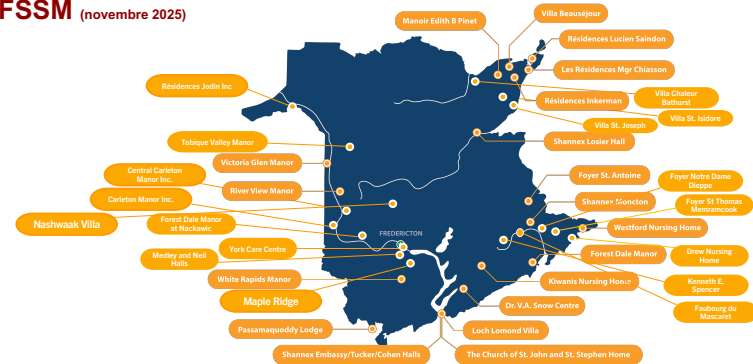 FSSM (novembre 2025)
Manoir Edith B Pinet
Villa Beauséjour
Résidences Lucien Saindon
Les Résidences Mgr Chiasson
Résidences Jodin Inc
Résidences Inkerman
Villa Chaleur
Bathurst
Villa St. Isidore
Villa St. Joseph
Tobique Valley Manor
Shannex Losier Hall
Victoria Glen Manor
Central Carleton
Manor Inc.
River View Manor
Foyer St. Antoine
Foyer Notre Dame
Dieppe
Carleton Manor Inc.
Shannex Moncton
Foyer St Thomas
Memramcook
Nashwaak Villa
Forest Dale Manor
at Nackawic
FREDERICTON
Westford Nursing Home
York Care Centre
Medley and Neil
Halls
Forest Dale Manor
Drew Nursing
Home
White Rapids Manor
Kiwanis Nursing Home
Kenneth E.
Spencer
Maple Ridge
Dr. V.A. Snow Centre
Faubourg du
Mascaret
Passamaquoddy Lodge
Loch Lomond Villa
Shannex Embassy/Tucker/Cohen Halls
The Church of St. John and St. Stephen Home